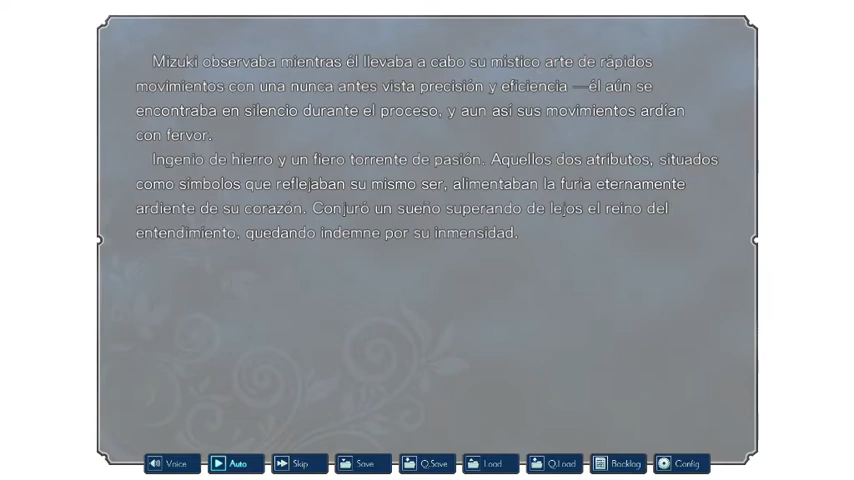 Mizuki observaba mientras él llevaba a cabo su místico arte de rápidos
movimientos con una nunca antes vista precisión y eficiencia —él aún se
encontraba en silencio durante el proceso, y aun así sus movimientos ardían
con fervor.
Ingenio de hierro y un fiero torrente de pasión. Aquellos dos atributos, situados
como símbolos que reflejaban su mismo ser, alimentaban la furia eternamente
ardiente de su corazón. Conjuró un sueño superando de lejos el reino del
entendimiento, quedando indemne por su inmensidad.
Voice Auto Skip Save Q.Save Load Q.Load Backlog Config